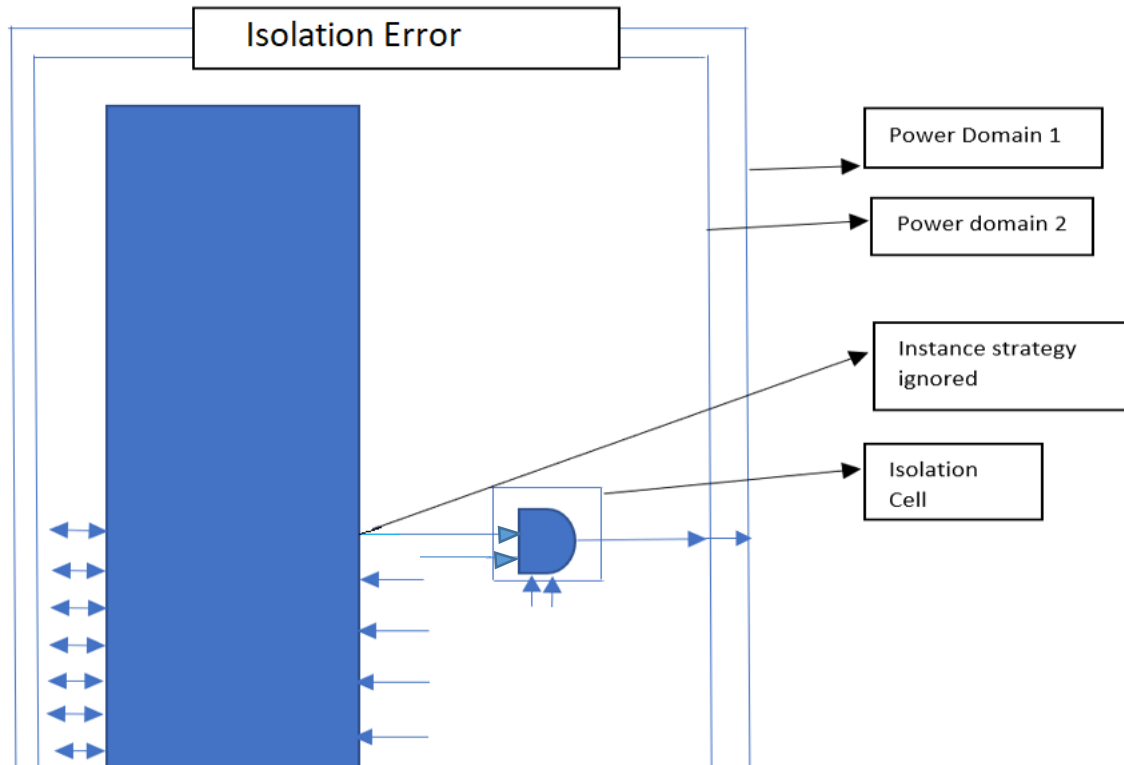 Isolation Error
Power Domain 1
Power domain 2
Instance strategy
ignored
Isolation
Cell